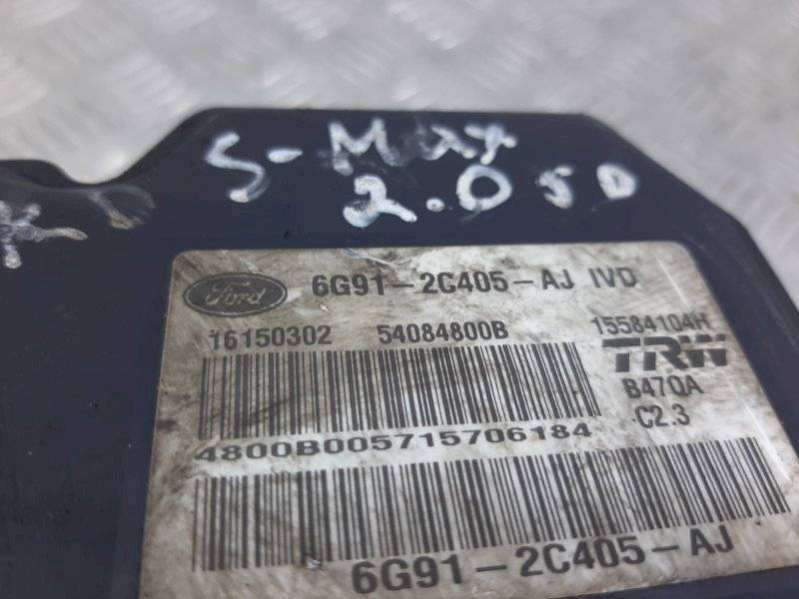 S-Max
2.0 SD
Ford 6G91-2C405-AJ IVD
16150302 54084800B 15584104H
TRW
B47QA
4800B005715706184 C2.3
6G91-2C405-AJ